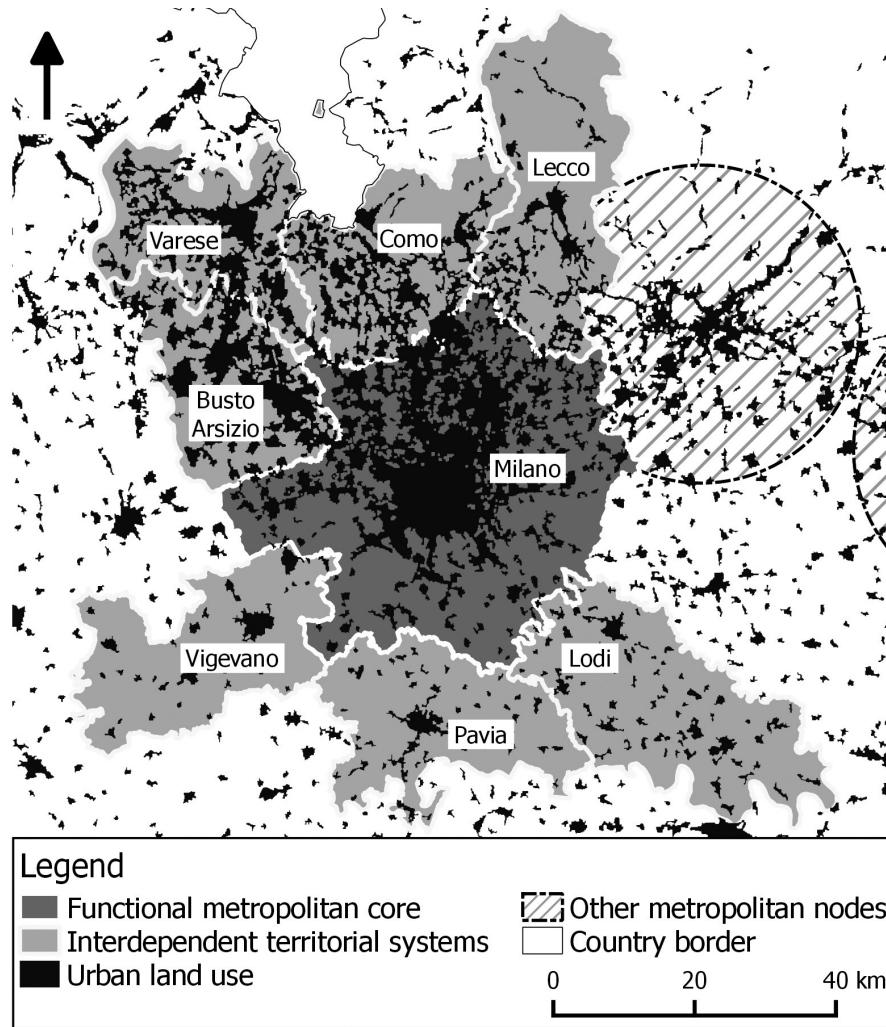 Lecco
Varese
Como
Busto
Arsizio
Milano
Vigevano
Lodi
Pavia
Legend
Functional metropolitan core
Interdependent territorial systems
Urban land use
Other metropolitan nodes
Country border
0 20 40 km